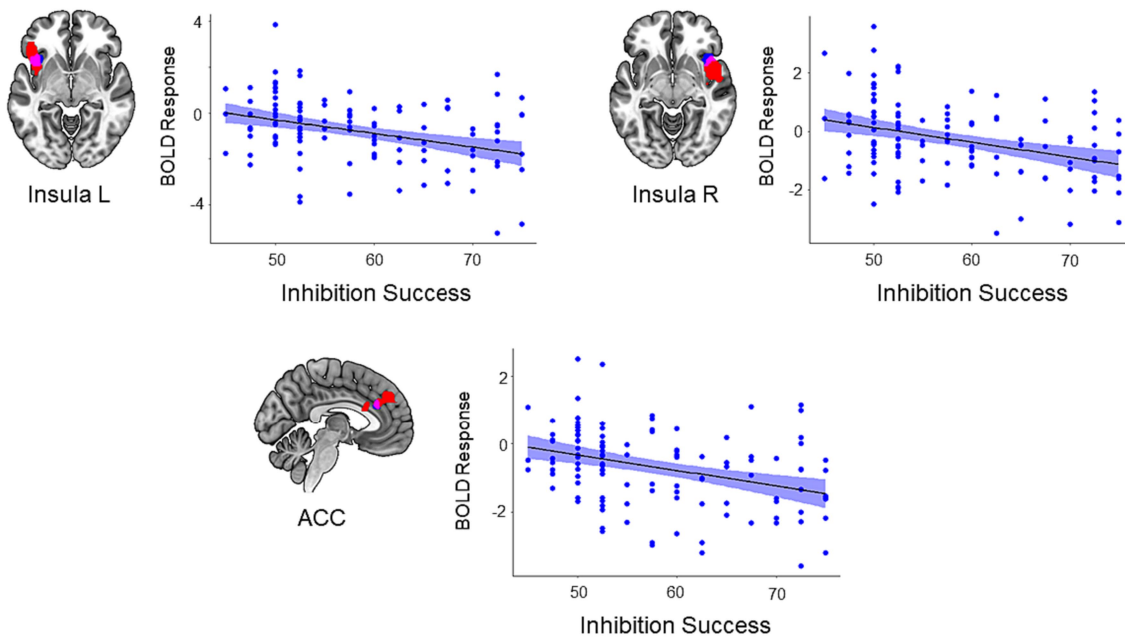 Insula L
BOLD Response
4
0
-4
50
60
70
Inhibition Success
Insula R
BOLD Response
2
0
-2
50
60
70
Inhibition Success
ACC
BOLD Response
2
0
-2
50
60
70
Inhibition Success